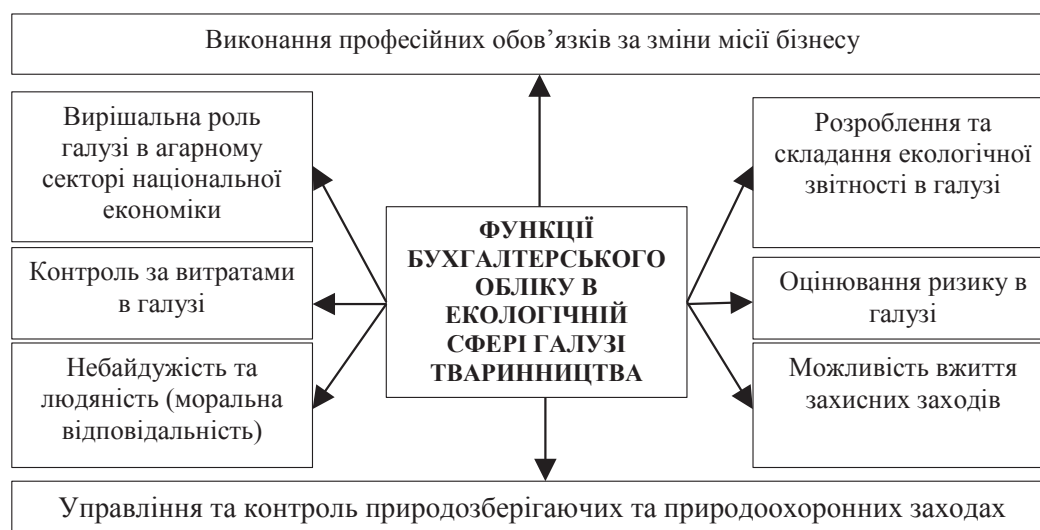 Виконання професійних обов’язків за зміни місії бізнесу
Вирішальна роль
галузі в агарному
секторі національної
економіки
Контроль за витратами
в галузі
Небайдужість та
людяність (моральна
відповідальність)
ФУНКЦІЇ
БУХГАЛТЕРСЬКОГО
ОБЛІКУ В
ЕКОЛОГІЧНІЙ
СФЕРІ ГАЛУЗІ
ТВАРИННИЦТВА
Розроблення та
складання екологічної
звітності в галузі
Оцінювання ризику в
галузі
Можливість вжиття
захисних заходів
Управління та контроль природозберігаючих та природоохоронних заходах